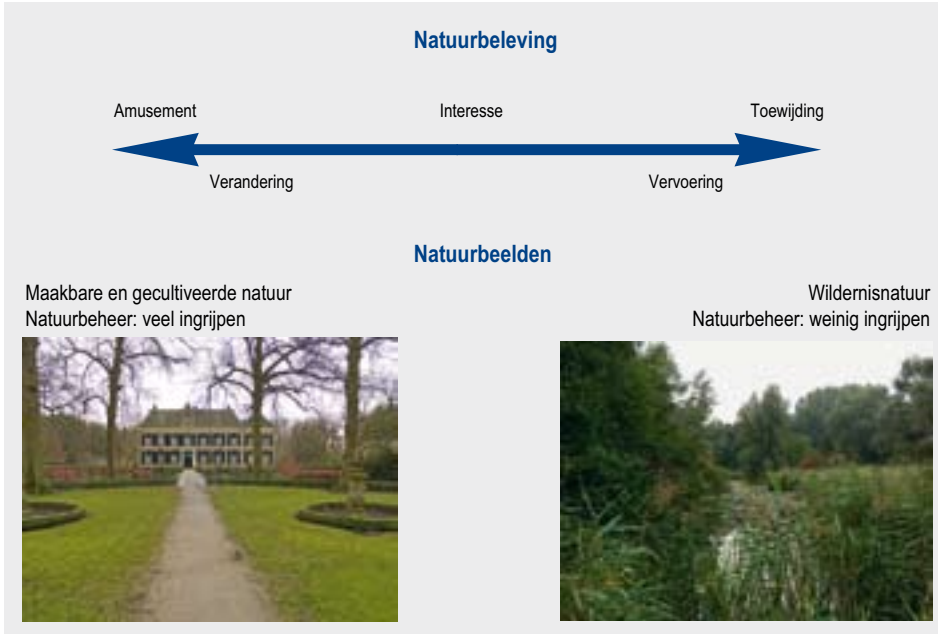 Natuurbeleving
Amusement
Interesse
Toewijding
Verandering
Vervoering
Natuurbeelden
Maakbare en gecultiveerde natuur
Natuurbeheer: veel ingrijpen
Wildernisnatuur
Natuurbeheer: weinig ingrijpen